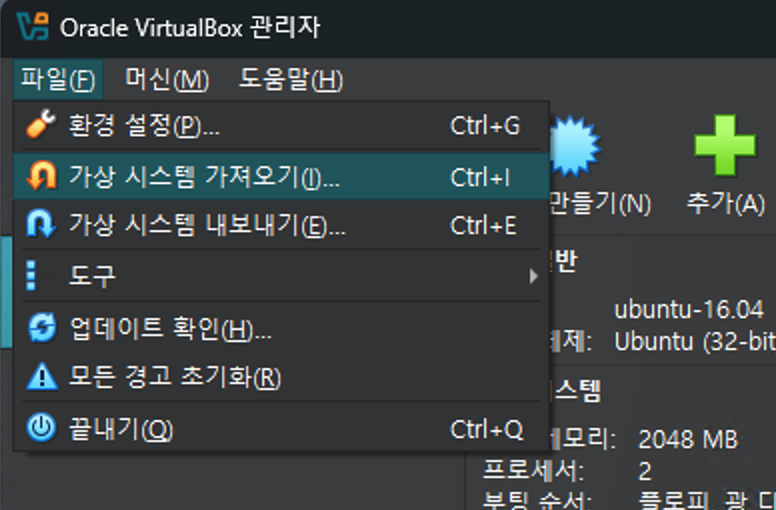 Oracle VirtualBox 관리자
파일(F) 머신(M) 도움말(H)
환경 설정(P)... Ctrl+G
가상 시스템 가져오기(I)... Ctrl+I
가상 시스템 내보내기(E)... Ctrl+E
도구
업데이트 확인(H)...
모든 경고 초기화(R)
끝내기(Q) Ctrl+Q
만들기(N) 추가(A)
반
ubuntu-16.04
제: Ubuntu (32-bit
스템
메모리: 2048 MB
프로세서: 2
부팅 순서: 플로피, 광 디